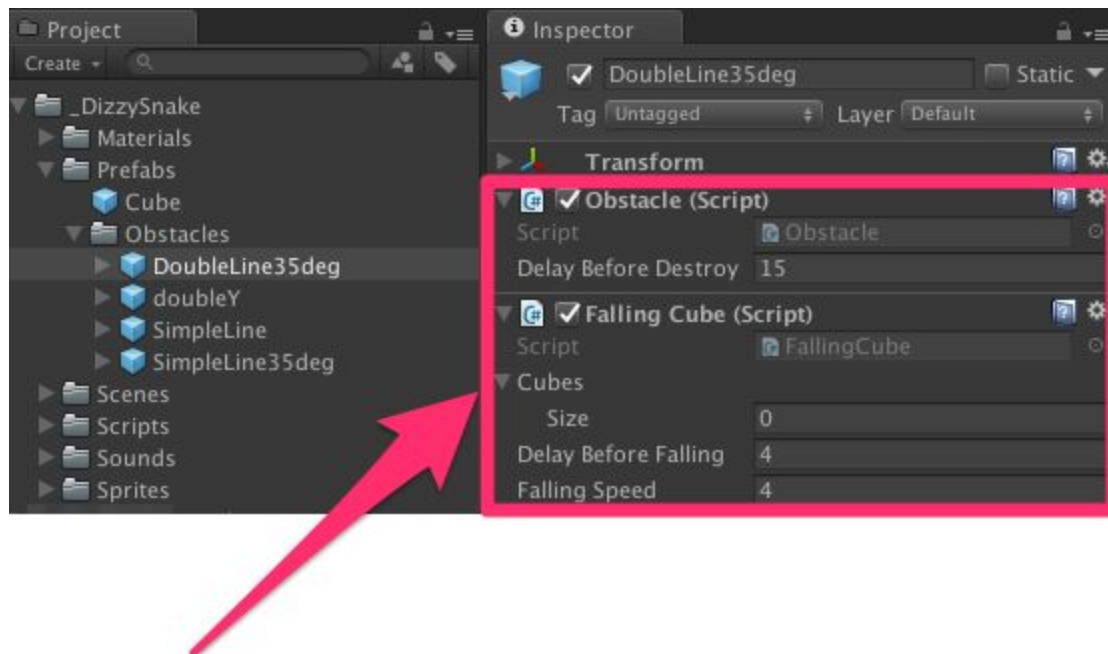 Project
Create
_DizzySnake
Materials
Prefabs
Cube
Obstacles
DoubleLine35deg
doubleY
SimpleLine
SimpleLine35deg
Scenes
Scripts
Sounds
Sprites
Inspector
DoubleLine35deg Static
Tag Untagged Layer Default
Transform
Obstacle (Script)
Script Obstacle
Delay Before Destroy 15
Falling Cube (Script)
Script FallingCube
Cubes
Size 0
Delay Before Falling 4
Falling Speed 4